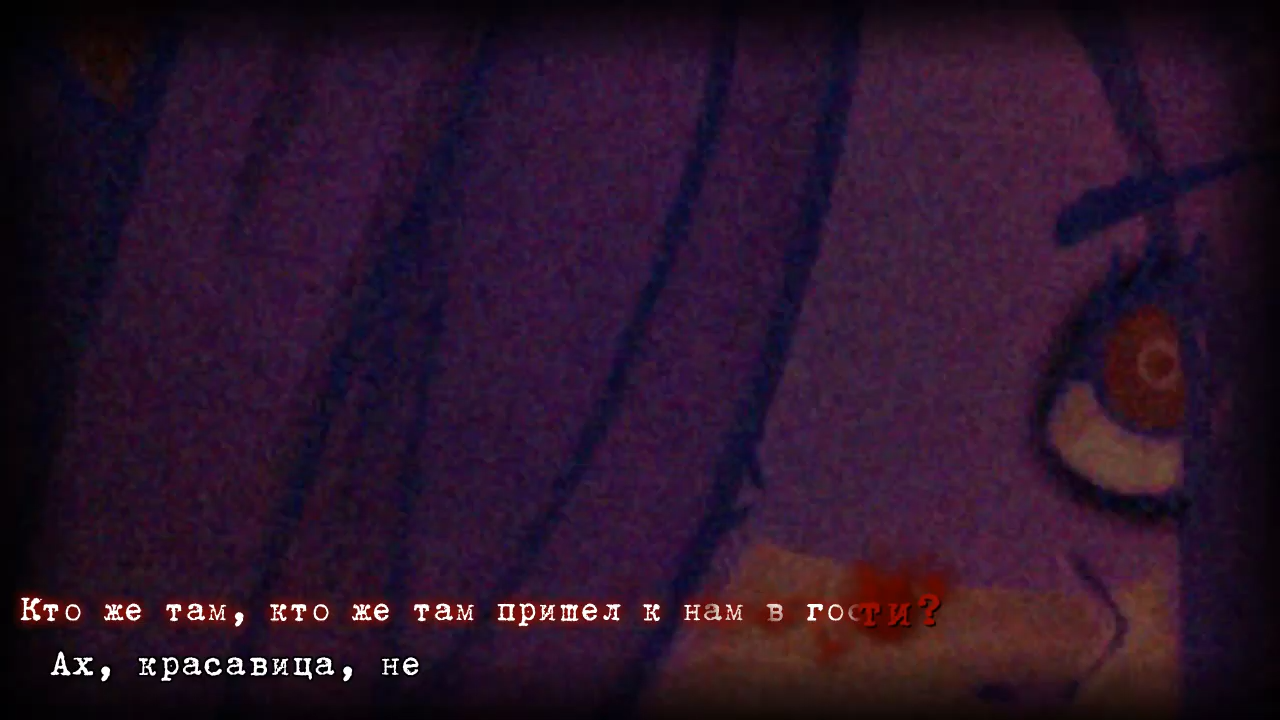 Кто же там, кто же там пришел к нам в гости?
Ах, красавица, не